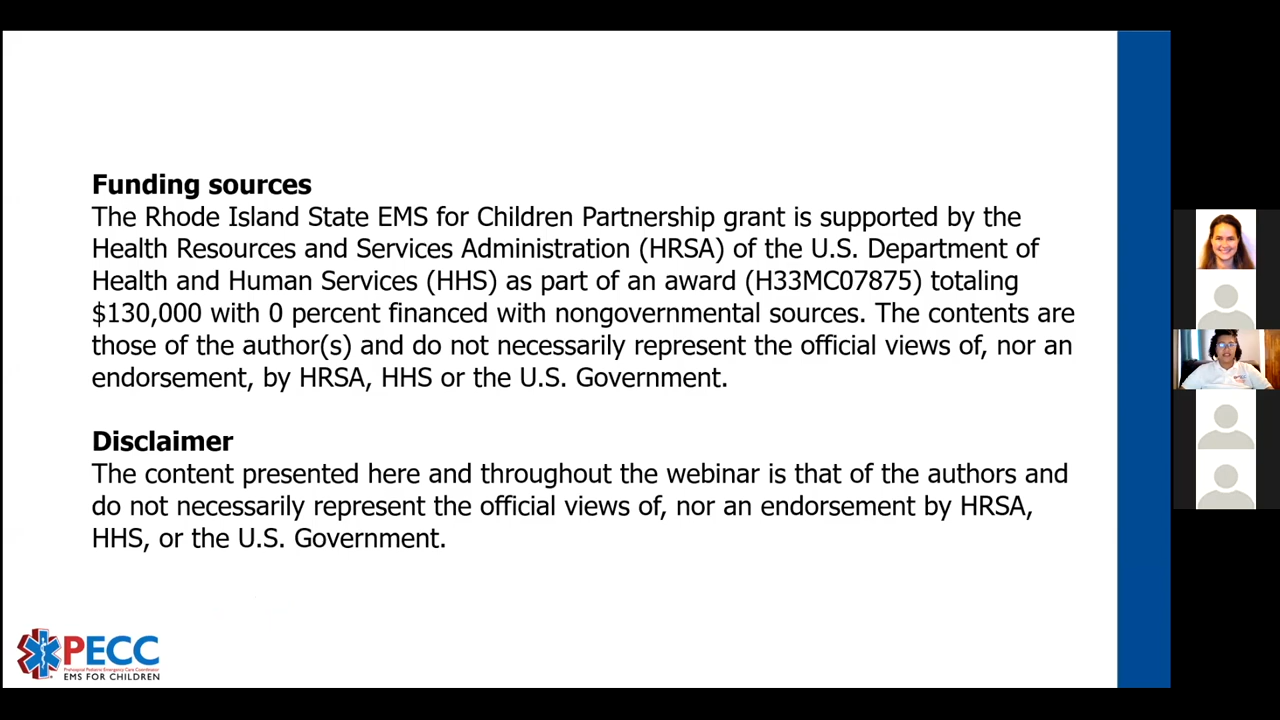 Funding sources
The Rhode Island State EMS for Children Partnership grant is supported by the
Health Resources and Services Administration (HRSA) of the U.S. Department of
Health and Human Services (HHS) as part of an award (H33MC07875) totaling
$130,000 with 0 percent financed with nongovernmental sources. The contents are
those of the author(s) and do not necessarily represent the official views of, nor an
endorsement, by HRSA, HHS or the U.S. Government.
Disclaimer
The content presented here and throughout the webinar is that of the authors and
do not necessarily represent the official views of, nor an endorsement by HRSA,
HHS, or the U.S. Government.
PECC
Prehospital Pediatric Emergency Care Coordinator
EMS FOR CHILDREN